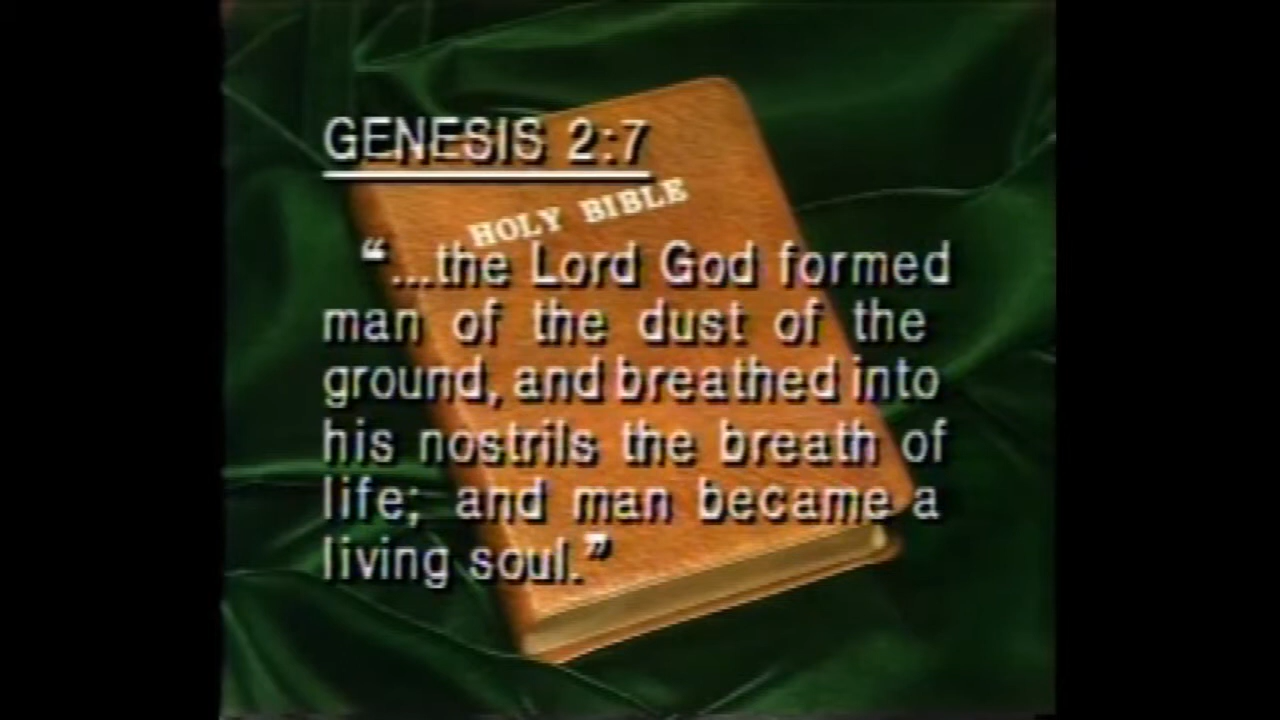 GENESIS 2:7
HOLY BIBLE
“...the Lord God formed
man of the dust of the
ground, and breathed into
his nostrils the breath of
life; and man became a
living soul.”